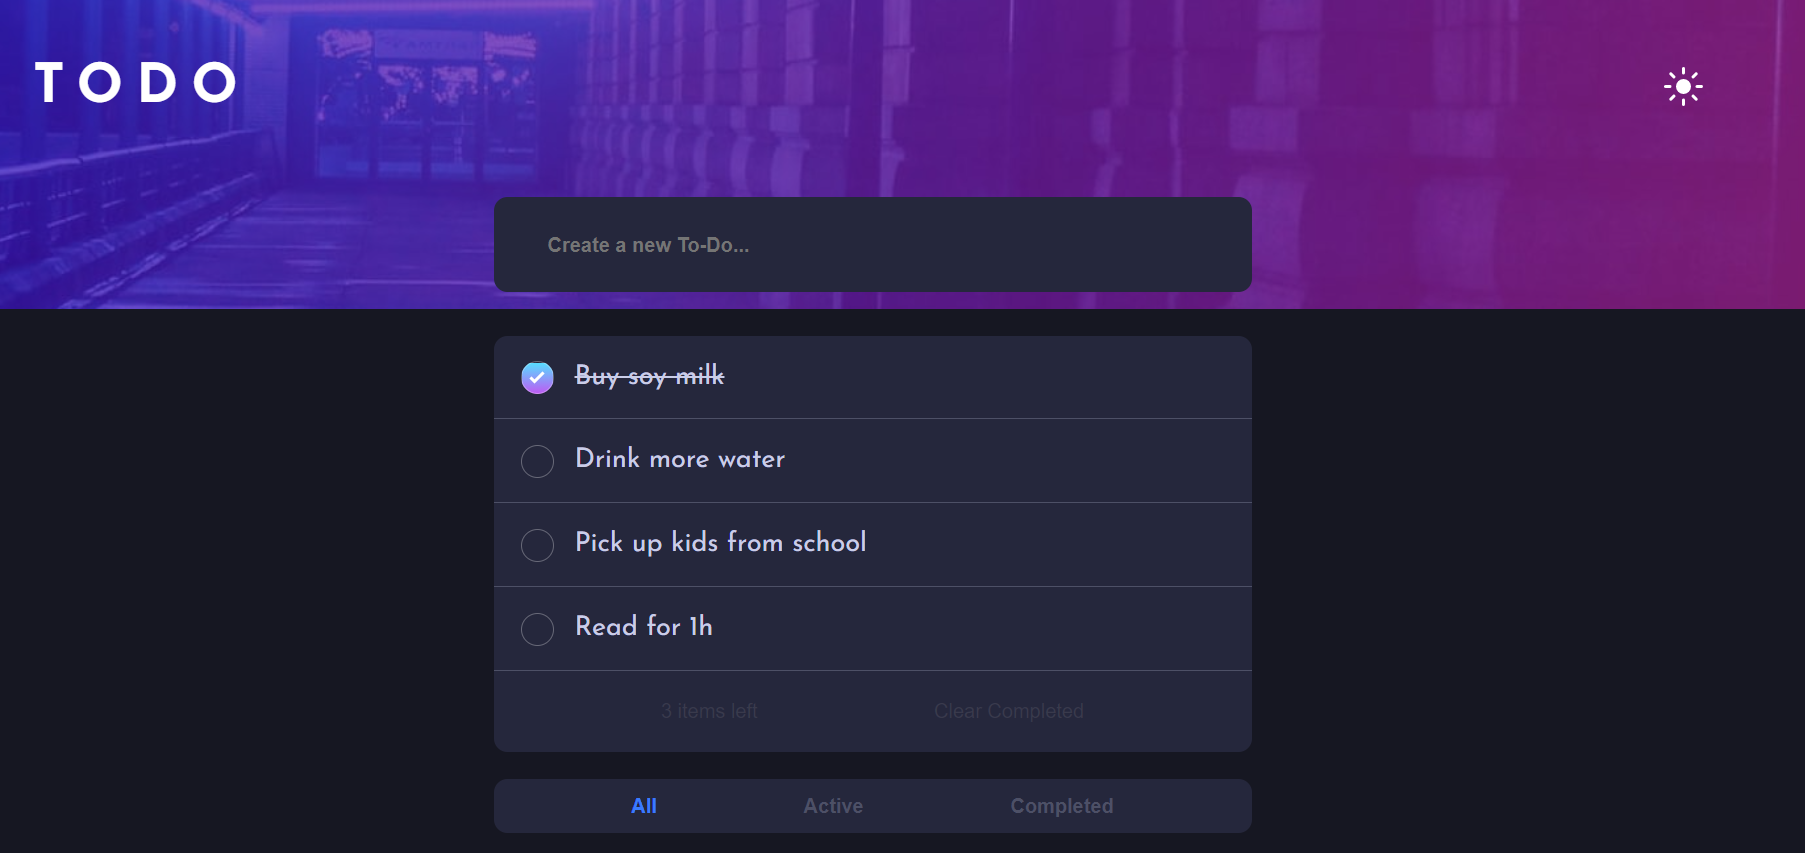 TODO
Create a new To-Do...
Buy soy milk
Drink more water
Pick up kids from school
Read for 1h
3 items left Clear Completed
All Active Completed